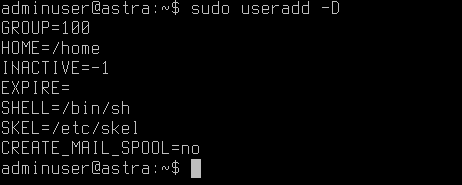 adminuser@astra:~$ sudo useradd -D
GROUP=100
HOME=/home
INACTIVE=-1
EXPIRE=
SHELL=/bin/sh
SKEL=/etc/skel
CREATE_MAIL_SPOOL=no
adminuser@astra:~$